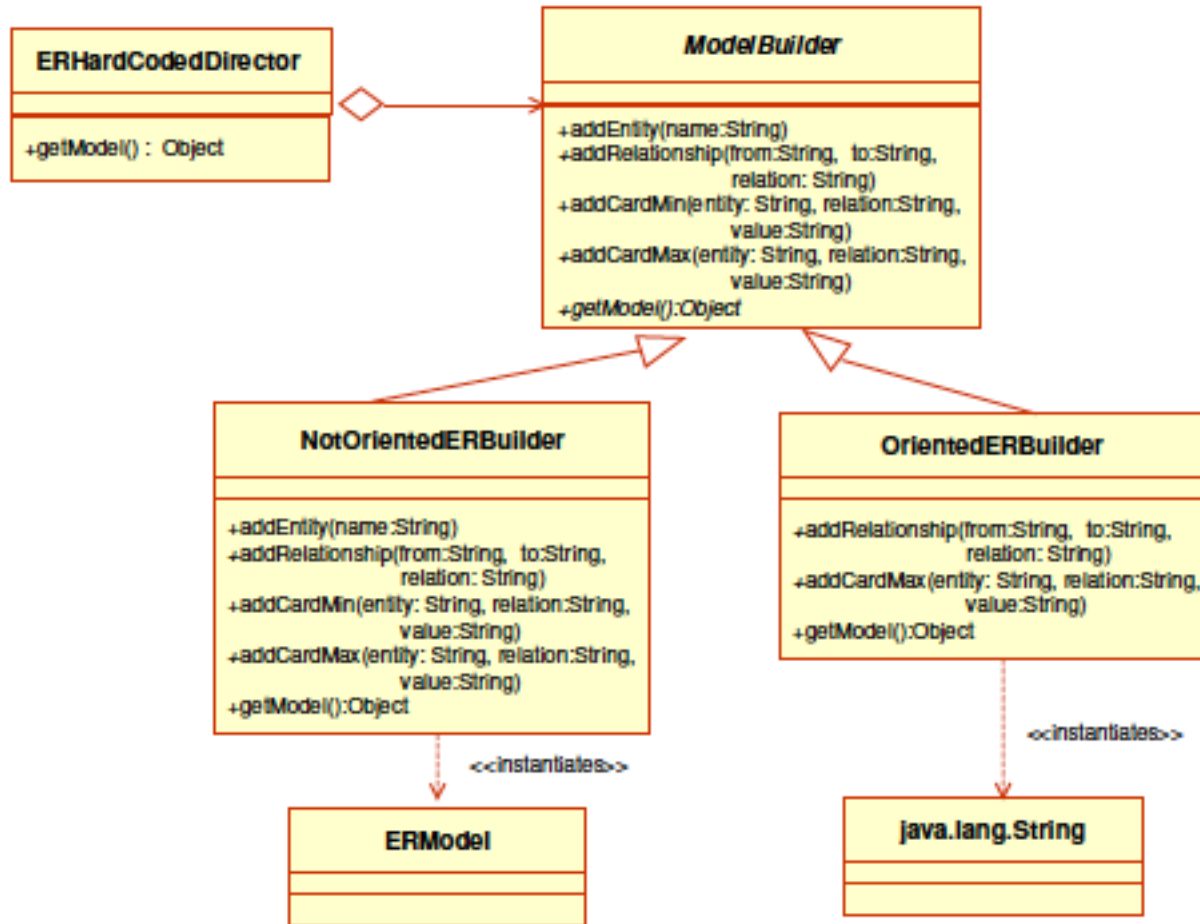 ERHardCodedDirector
+getModel() : Object
ModelBuilder
+addEntity(name:String)
+addRelationship(from:String, to:String,
relation: String)
+addCardMin(entity: String, relation:String,
value:String)
+addCardMax(entity: String, relation:String,
value:String)
+getModel():Object
NotOrientedERBuilder
+addEntity(name:String)
+addRelationship(from:String, to:String,
relation: String)
+addCardMin(entity: String, relation:String,
value:String)
+addCardMax(entity: String, relation:String,
value:String)
+getModel():Object
<<instantiates>>
ERModel
OrientedERBuilder
+addRelationship(from:String, to:String,
relation: String)
+addCardMax(entity: String, relation:String,
value:String)
+getModel():Object
<<instantiates>>
java.lang.String